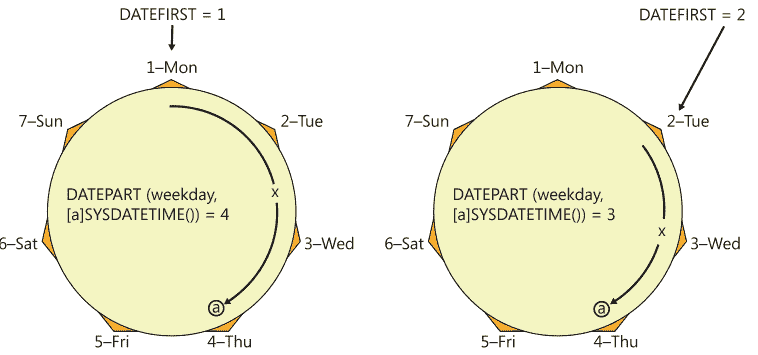 DATEFIRST = 1
1–Mon
7–Sun
2–Tue
DATEPART (weekday,
[a]SYSDATETIME()) = 4
x
6–Sat
3–Wed
a
5–Fri
4–Thu
DATEFIRST = 2
1–Mon
7–Sun
2–Tue
DATEPART (weekday,
[a]SYSDATETIME()) = 3
x
6–Sat
3–Wed
a
5–Fri
4–Thu